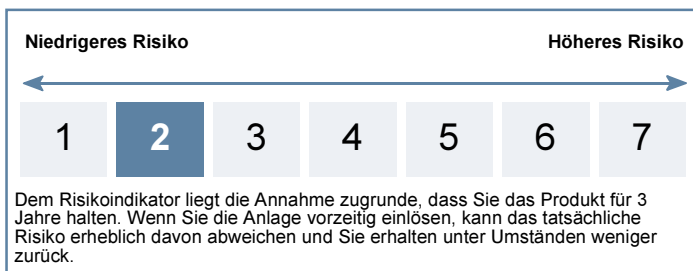 Niedrigeres Risiko Höheres Risiko
1 2 3 4 5 6 7
Dem Risikoindikator liegt die Annahme zugrunde, dass Sie das Produkt für 3
Jahre halten. Wenn Sie die Anlage vorzeitig einlösen, kann das tatsächliche
Risiko erheblich davon abweichen und Sie erhalten unter Umständen weniger
zurück.